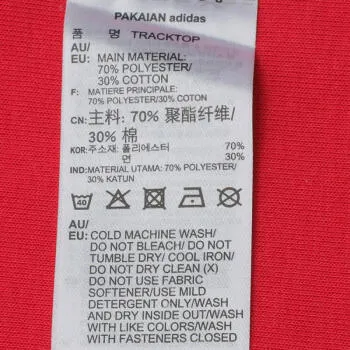 PAKAIAN adidas
품 명 TRACKTOP
AU/
EU: MAIN MATERIAL:
70% POLYESTER/
30% COTTON
F: MATIERE PRINCIPALE:
70% POLYESTER/30% COTON
CN: 主料: 70% 聚酯纤维/
30% 棉
KOR: 주소재: 폴리에스터 70%
면 30%
IND: MATERIAL UTAMA: 70% POLYESTER/
30% KATUN
40
AU/
EU: COLD MACHINE WASH/
DO NOT BLEACH/ DO NOT
TUMBLE DRY/ COOL IRON/
DO NOT DRY CLEAN (X)
DO NOT USE FABRIC
SOFTENER/USE MILD
DETERGENT ONLY/WASH
AND DRY INSIDE OUT/WASH
WITH LIKE COLORS/WASH
WITH FASTENERS CLOSED